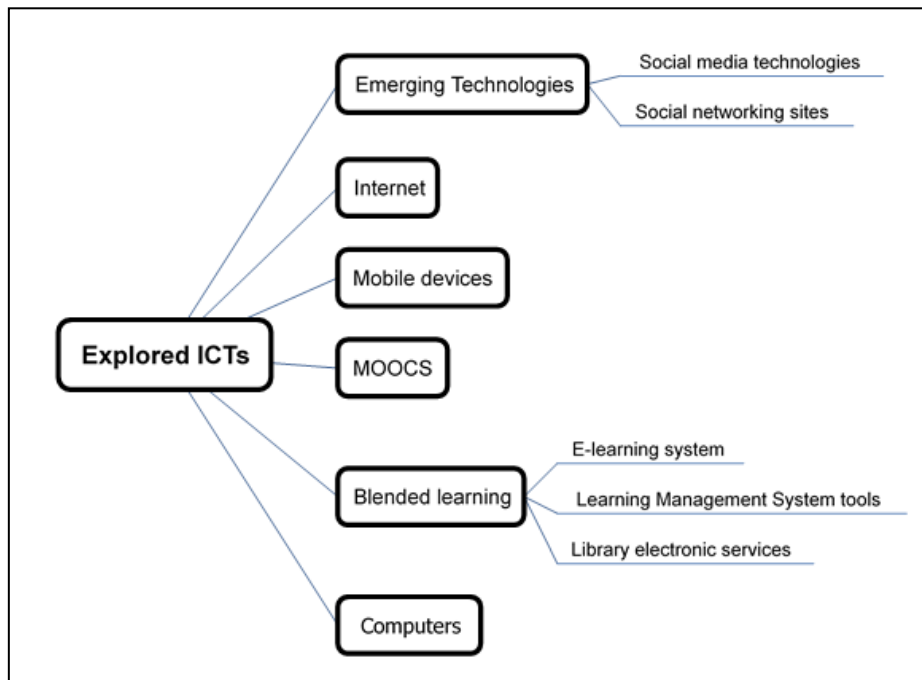 Emerging Technologies
Social media technologies
Social networking sites
Internet
Mobile devices
Explored ICTs
MOOCS
Blended learning
E-learning system
Learning Management System tools
Library electronic services
Computers